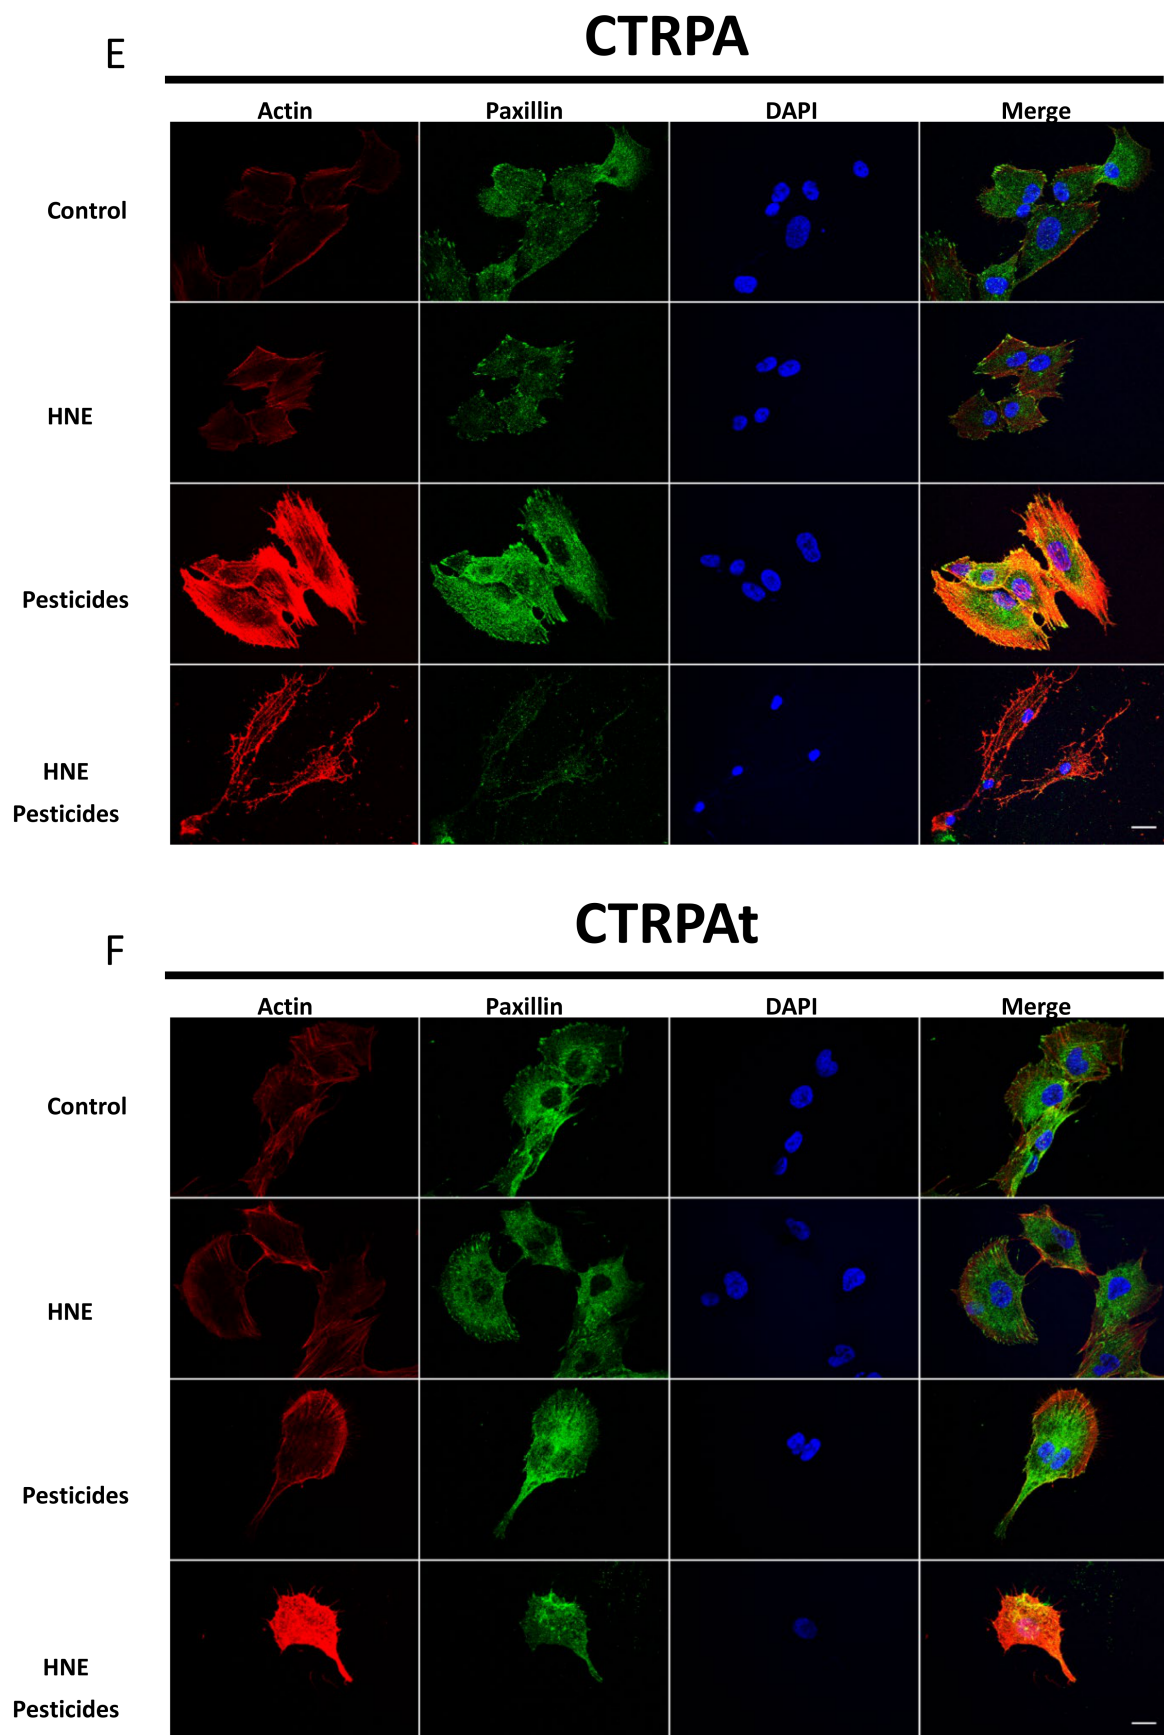 E
CTRPA
Actin Paxillin DAPI Merge
Control
HNE
Pesticides
HNE
Pesticides
F
CTRPAt
Actin Paxillin DAPI Merge
Control
HNE
Pesticides
HNE
Pesticides